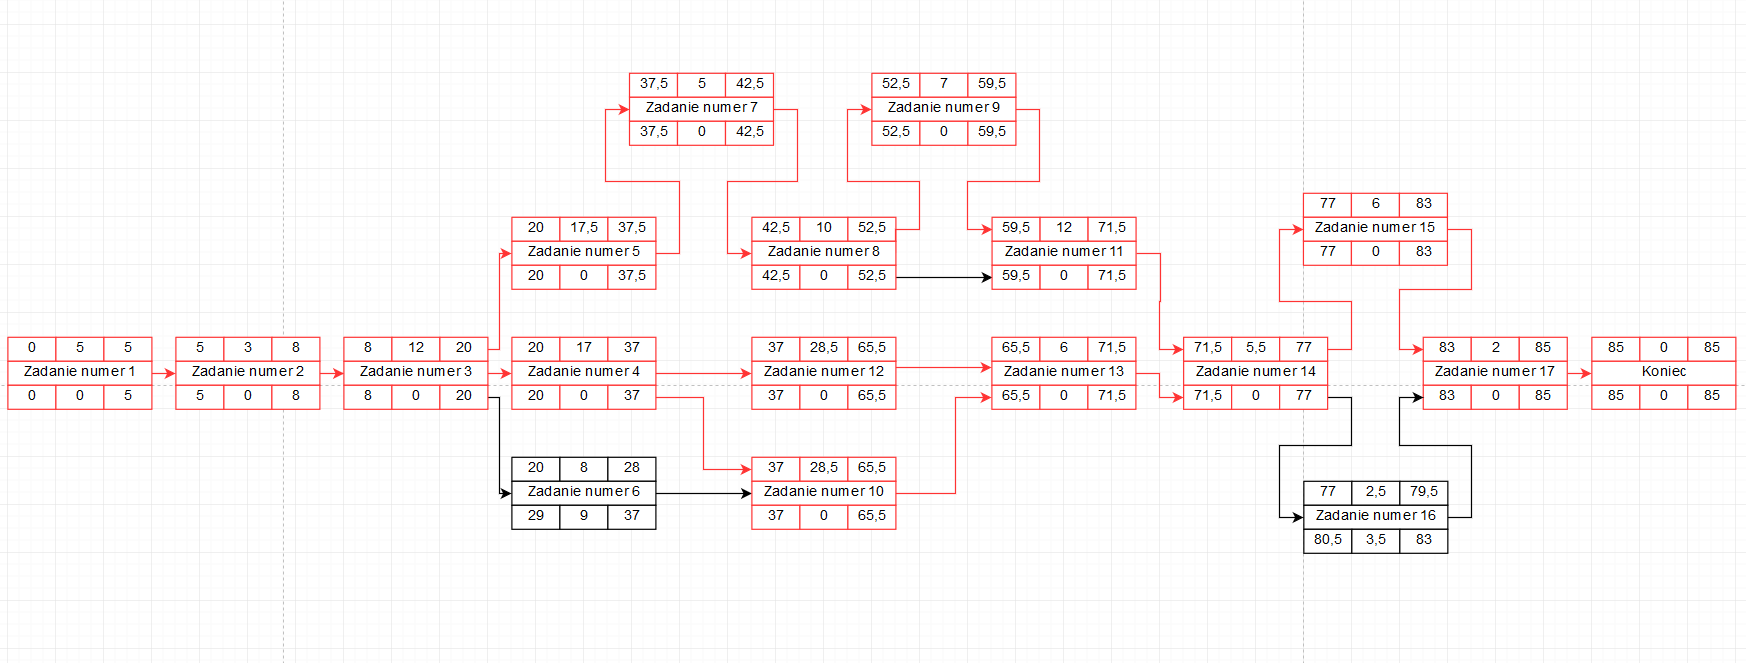 37,5 5 42,5
Zadanie numer 7
37,5 0 42,5
52,5 7 59,5
Zadanie numer 9
52,5 0 59,5
77 6 83
Zadanie numer 15
77 0 83
20 17,5 37,5
Zadanie numer 5
20 0 37,5
42,5 10 52,5
Zadanie numer 8
42,5 0 52,5
59,5 12 71,5
Zadanie numer 11
59,5 0 71,5
0 5 5
Zadanie numer 1
0 0 5
5 3 8
Zadanie numer 2
5 0 8
8 12 20
Zadanie numer 3
8 0 20
20 17 37
Zadanie numer 4
20 0 37
37 28,5 65,5
Zadanie numer 12
37 0 65,5
65,5 6 71,5
Zadanie numer 13
65,5 0 71,5
71,5 5,5 77
Zadanie numer 14
71,5 0 77
83 2 85
Zadanie numer 17
83 0 85
85 0 85
Koniec
85 0 85
20 8 28
Zadanie numer 6
29 9 37
37 28,5 65,5
Zadanie numer 10
37 0 65,5
77 2,5 79,5
Zadanie numer 16
80,5 3,5 83